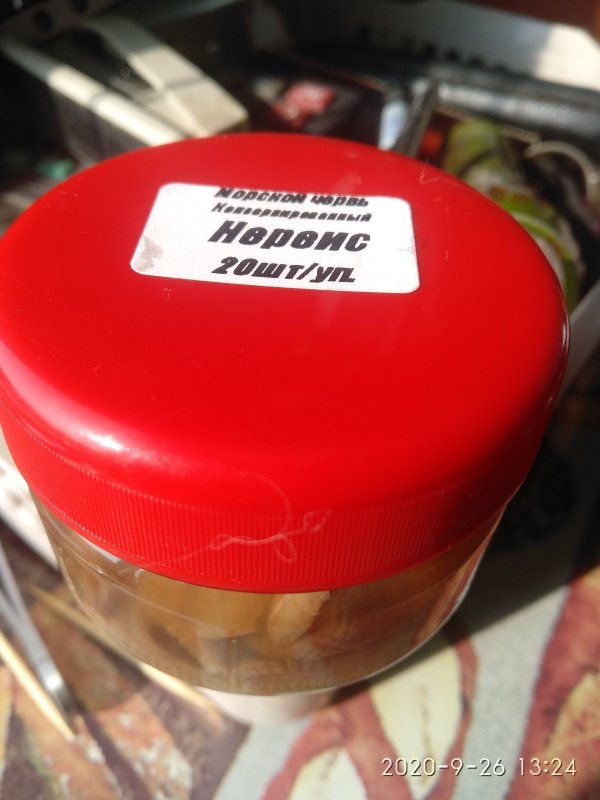 Морской червь
Консервированный
Нереис
20шт/уп.
2020-9-26 13:24